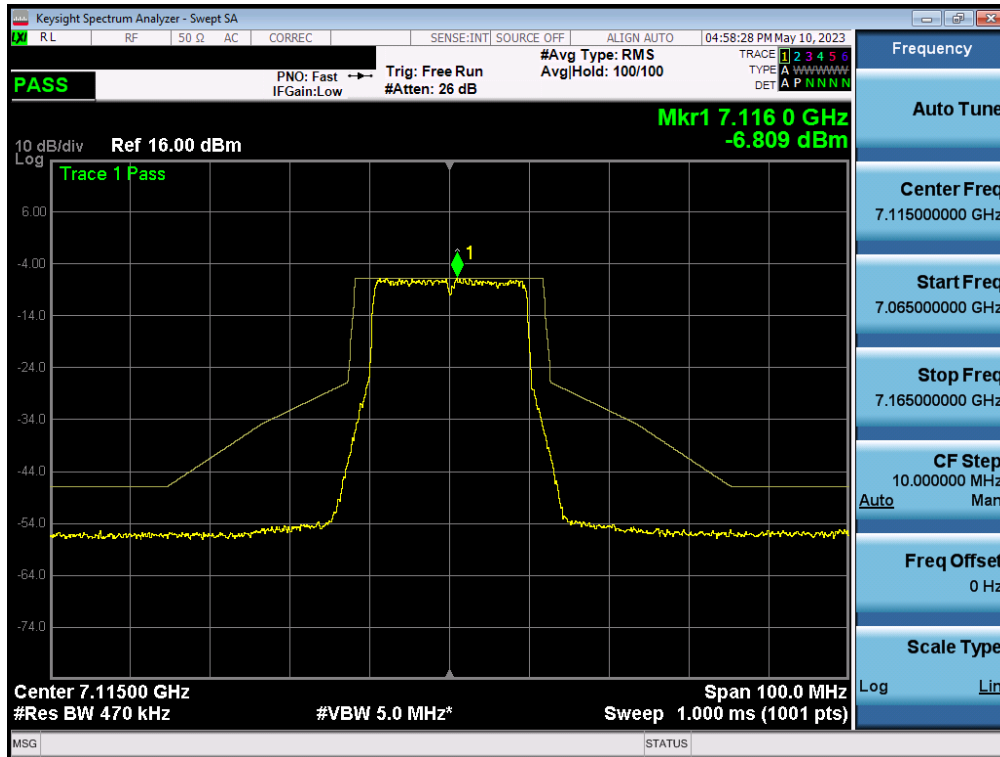 Keysight Spectrum Analyzer - Swept SA
LXI RL RF 50 Ω AC CORREC SENSE:INT SOURCE OFF ALIGN AUTO 04:58:28 PM May 10, 2023
PASS
PNO: Fast
IFGain:Low
Trig: Free Run
#Atten: 26 dB
#Avg Type: RMS
Avg|Hold: 100/100
TRACE 1 2 3 4 5 6
TYPE A WWWWW
DET A P N N N N
Mkr1 7.116 0 GHz
-6.809 dBm
10 dB/div Ref 16.00 dBm
Log
Trace 1 Pass
6.00
-4.00
1
-14.0
-24.0
-34.0
-44.0
-54.0
-64.0
-74.0
Center 7.11500 GHz Span 100.0 MHz
#Res BW 470 kHz #VBW 5.0 MHz* Sweep 1.000 ms (1001 pts)
MSG STATUS
Frequency
Auto Tune
Center Freq
7.115000000 GHz
Start Freq
7.065000000 GHz
Stop Freq
7.165000000 GHz
CF Step
10.000000 MHz
Auto Man
Freq Offset
0 Hz
Scale Type
Log Lin